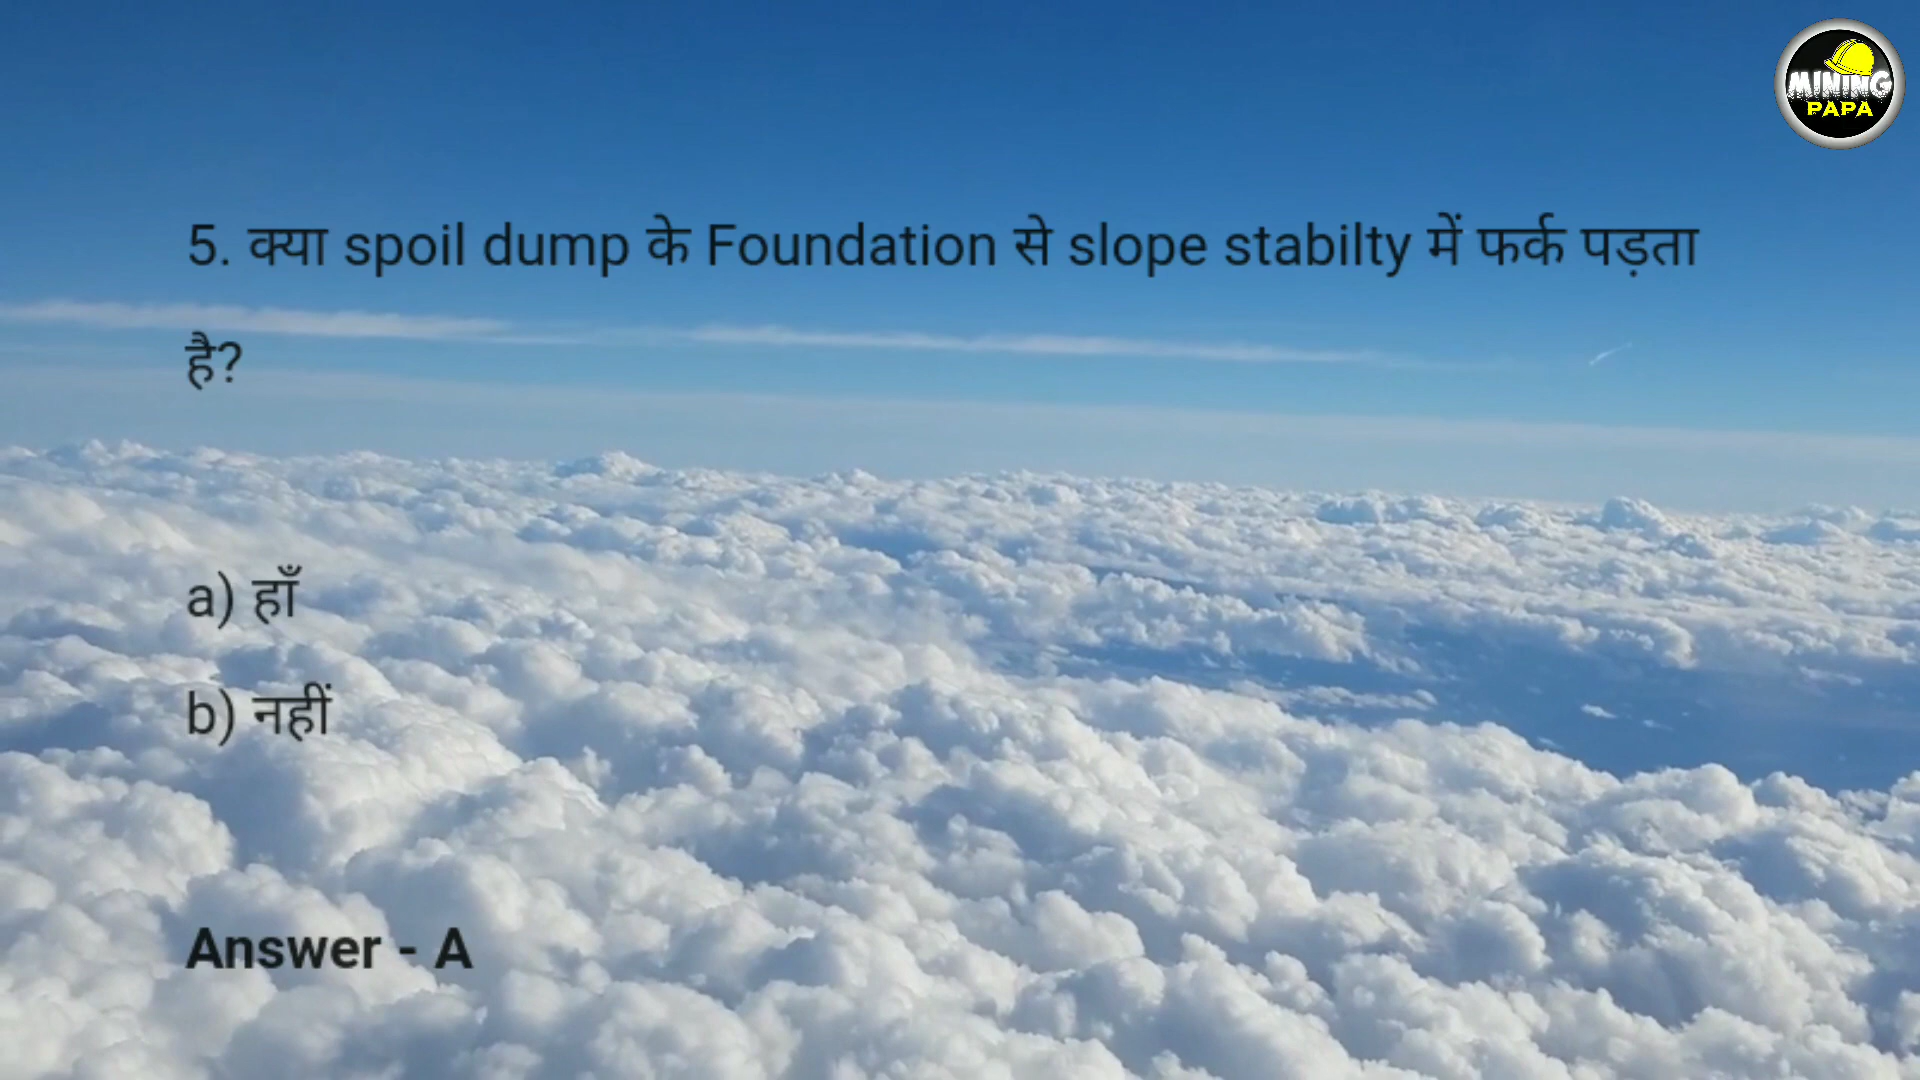 MINING
PAPA
5. क्या spoil dump के Foundation से slope stabilty में फर्क पड़ता
है?
a) हाँ
b) नहीं
Answer - A